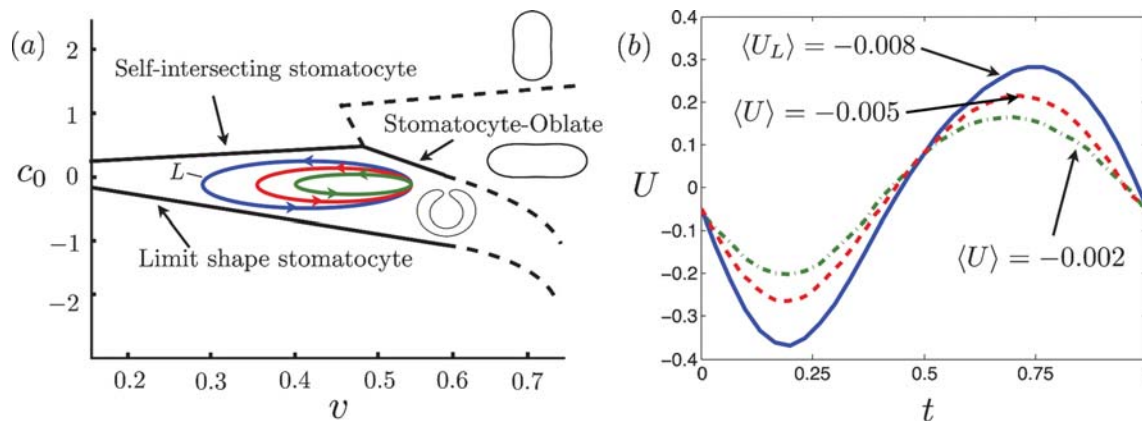 (a)
2
Self-intersecting stomatocyte
1
Stomatocyte-Oblate
c₀
L
0
-1
Limit shape stomatocyte
-2
0.2 0.3 0.4 0.5 0.6 0.7
v
(b)
0.4
⟨U_L⟩ = −0.008
0.3
0.2
⟨U⟩ = −0.005
0.1
U
0
-0.1
⟨U⟩ = −0.002
-0.2
-0.3
-0.4
0 0.25 0.5 0.75
t